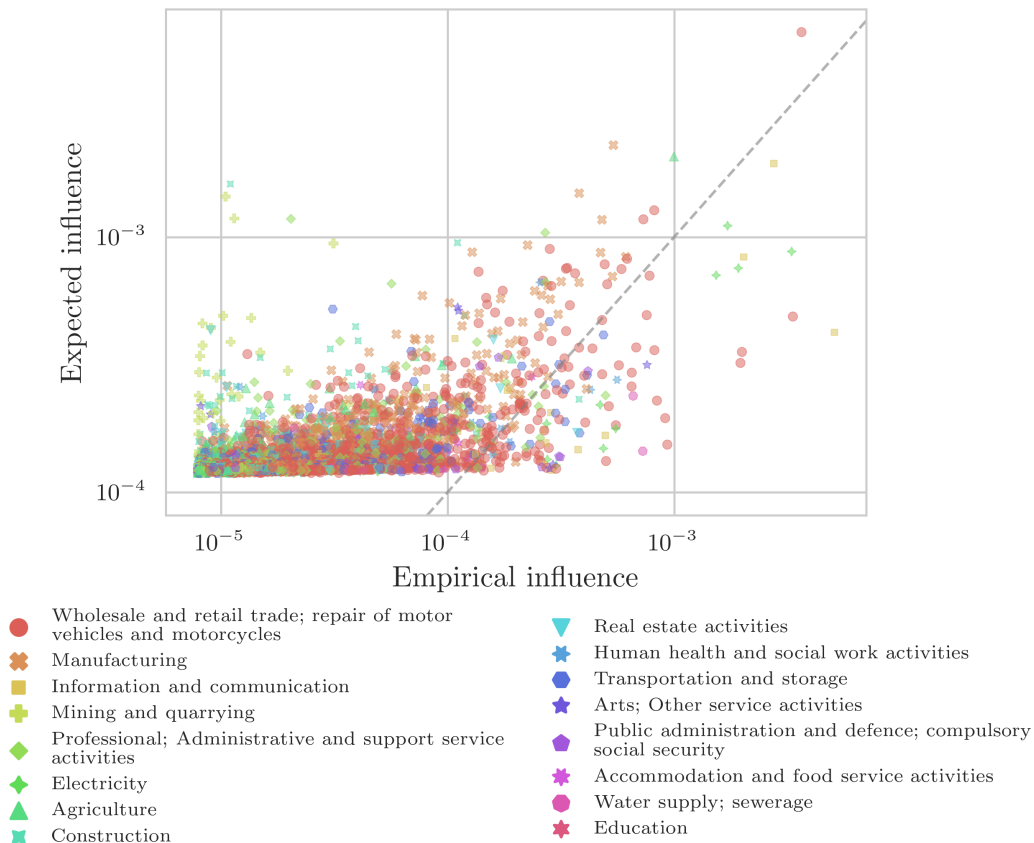 Expected influence
10⁻³
10⁻⁴
10⁻⁵
10⁻⁴
10⁻³
Empirical influence
Wholesale and retail trade; repair of motor
vehicles and motorcycles
Manufacturing
Information and communication
Mining and quarrying
Professional; Administrative and support service
activities
Electricity
Agriculture
Construction
Real estate activities
Human health and social work activities
Transportation and storage
Arts; Other service activities
Public administration and defence; compulsory
social security
Accommodation and food service activities
Water supply; sewerage
Education